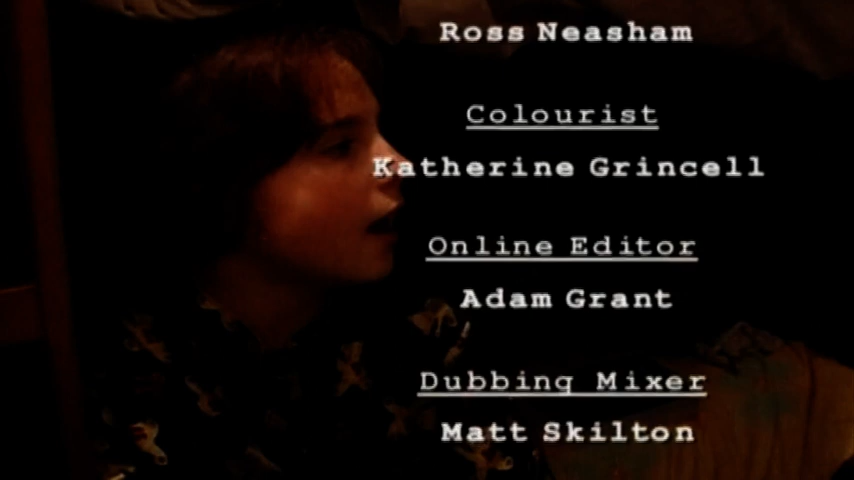 Ross Neasham
Colourist
Katherine Grincell
Online Editor
Adam Grant
Dubbing Mixer
Matt Skilton